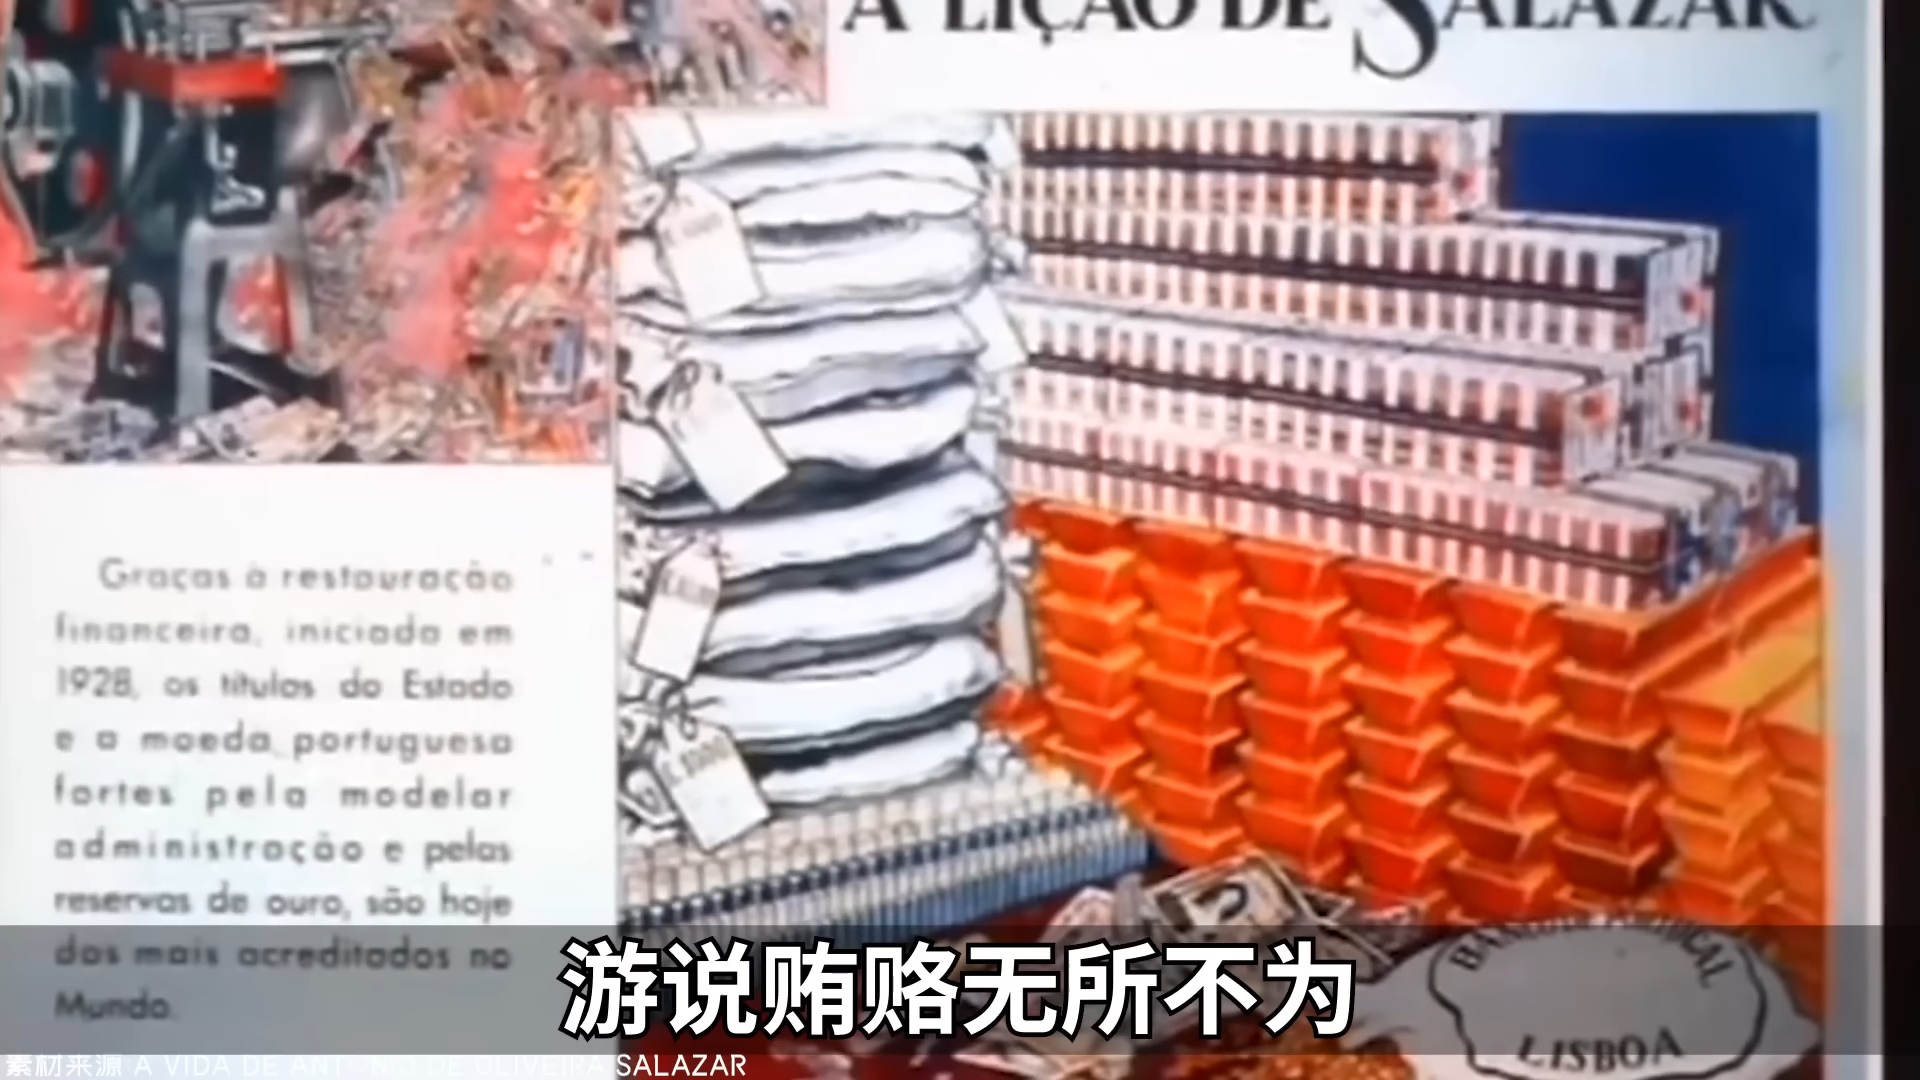 A LIÇÃO DE SALAZAR
Graças à restauração
financeira, iniciada em
1928, os títulos do Estado
e a moeda portuguesa
fortes pela modelar
administração e pelas
reservas de ouro, são hoje
dos mais acreditados no
Mundo.
LISBOA
游说贿赂无所不为
素材来源 A VIDA DE ANTÓNIO DE OLIVEIRA SALAZAR